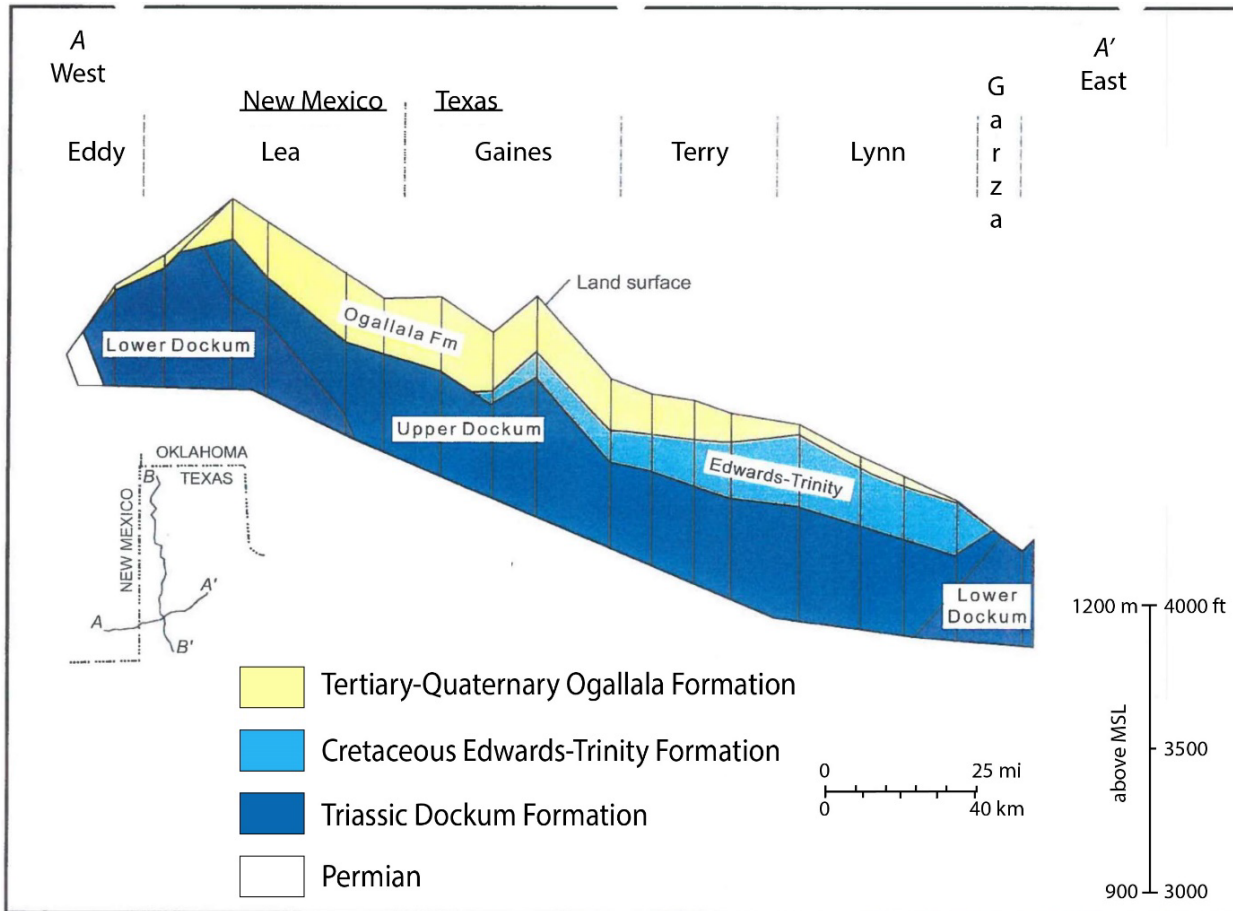 A
West
A'
East
New Mexico
Texas
G
a
r
z
a
Eddy
Lea
Gaines
Terry
Lynn
Land surface
Ogallala Fm
Lower Dockum
Upper Dockum
Edwards-Trinity
Lower
Dockum
OKLAHOMA
TEXAS
NEW MEXICO
B
A'
A
B'
1200 m
4000 ft
3500
above MSL
900
3000
Tertiary-Quaternary Ogallala Formation
Cretaceous Edwards-Trinity Formation
Triassic Dockum Formation
Permian
0 25 mi
0 40 km